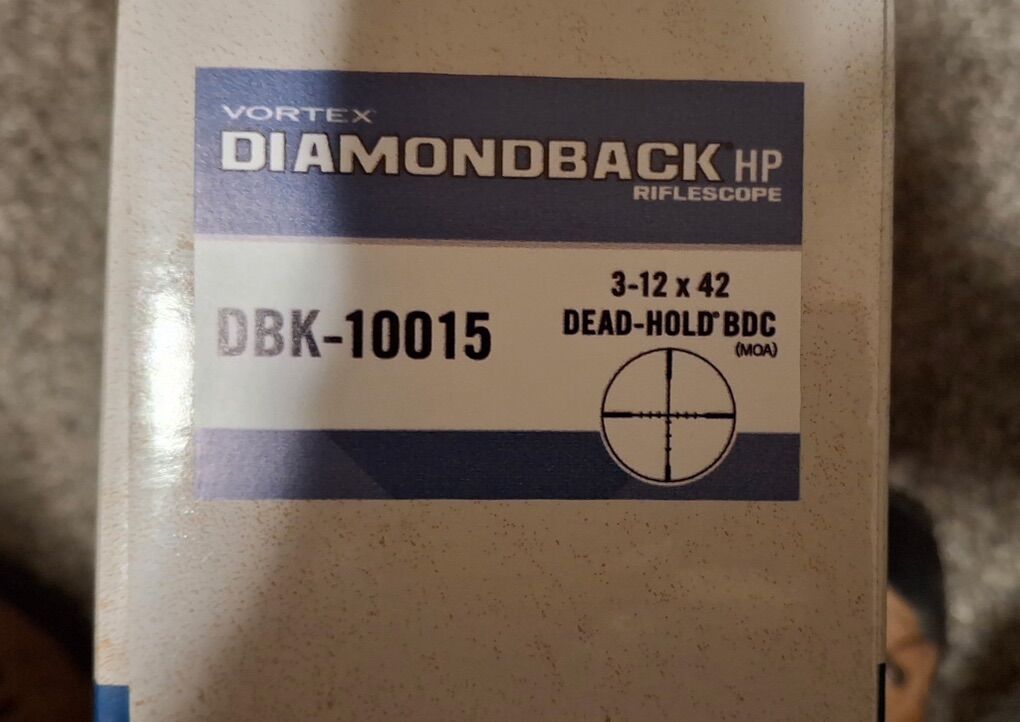 VORTEX®
DIAMONDBACK® HP
RIFLESCOPE
3-12 x 42
DBK-10015
DEAD-HOLD® BDC
(MOA)